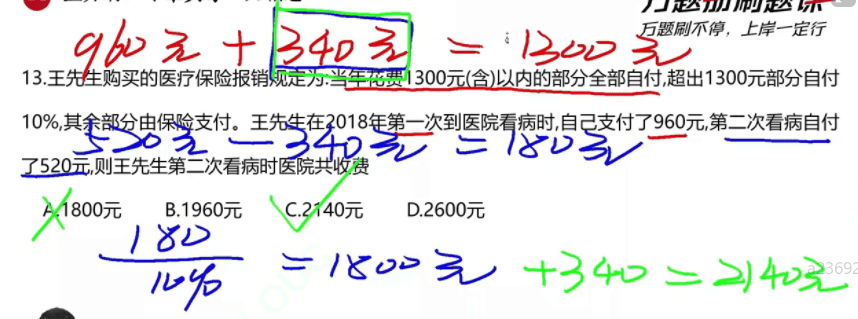 万题刷不停，上岸一定行
960元 + 340元 = 1300元
13.王先生购买的医疗保险报销规定为:当年花费1300元(含)以内的部分全部自付,超出1300元部分自付
10%,其余部分由保险支付。王先生在2018年第一次到医院看病时,自己支付了960元,第二次看病自付
520元 - 340元 = 180元
了520元,则王先生第二次看病时医院共收费
A.1800元 B.1960元 C.2140元 D.2600元
180/10% = 1800元 +340=2140元